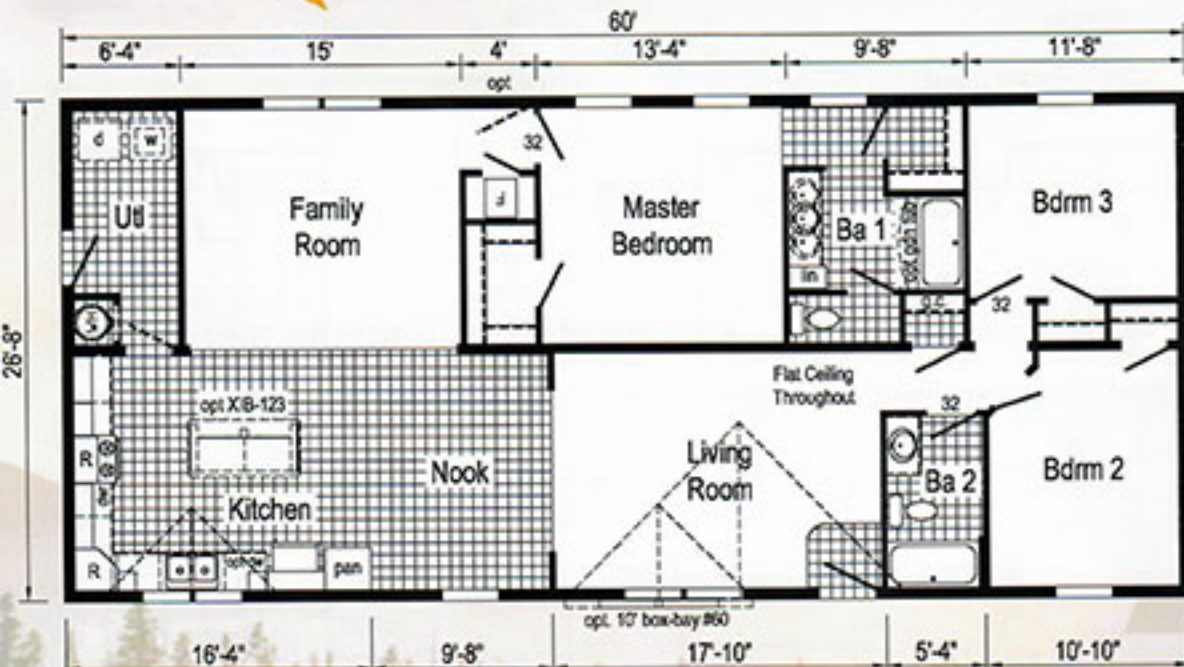 60'
6'-4" 15' 4' 13'-4" 9'-8" 11'-8"
opt
26'-8"
d w
32
Utl
Family
Room
Master
Bedroom
Ba 1
Bdrm 3
lin
32
opt XIB-123
Flat Ceiling
Throughout
32
R
Nook
Living
Room
Ba 2
Bdrm 2
Kitchen
R
pan
opt. 10' box-bay #60
16'-4" 9'-8" 17'-10" 5'-4" 10'-10"